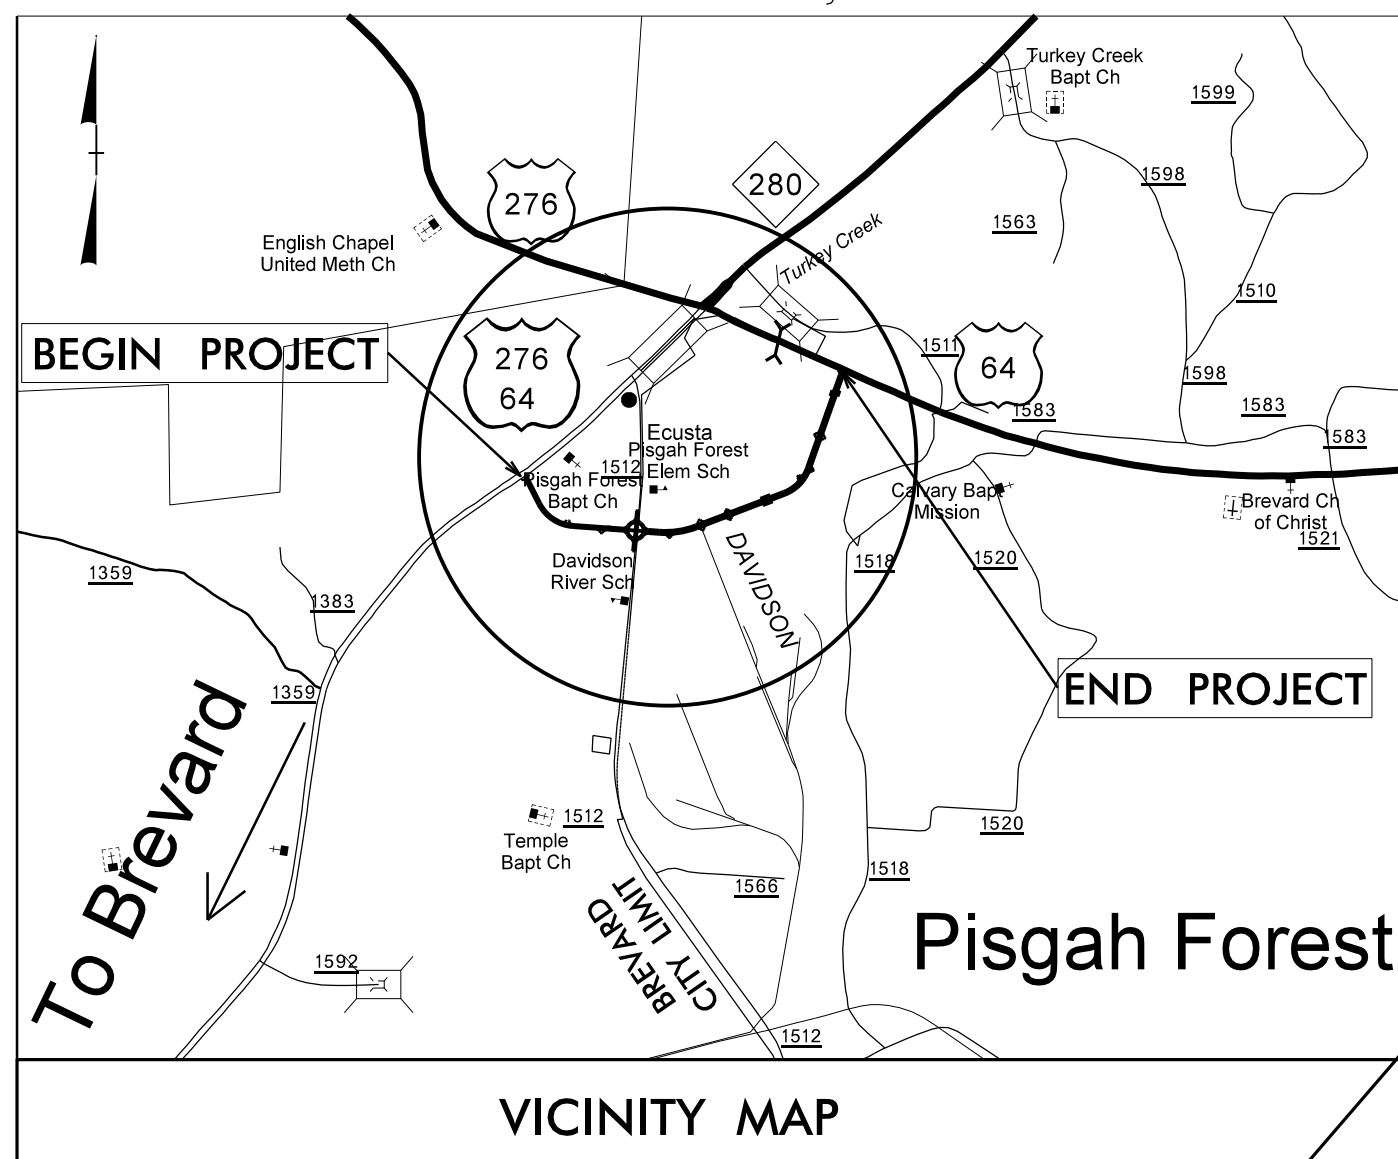 Turkey Creek
Bapt Ch
1599
280
276
1598
1563
English Chapel
United Meth Ch
Turkey Creek
1510
BEGIN PROJECT
276
64
1511
64
1598
1583
1583
1583
Ecusta
Pisgah Forest
Elem Sch
1512
Pisgah Forest
Bapt Ch
Calvary Bapt
Mission
Brevard Ch
of Christ
1521
DAVIDSON
Davidson
River Sch
1518
1520
1359
1383
1359
END PROJECT
To Brevard
1512
Temple
Bapt Ch
1520
1518
1566
BREVARD
CITY LIMIT
Pisgah Forest
1592
1512
VICINITY MAP